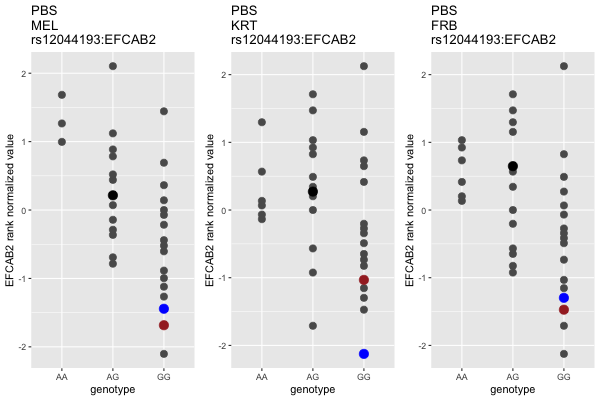 PBS
MEL
rs12044193:EFCAB2
EFCAB2 rank normalized value
2
1
0
-1
-2
AA AG GG
genotype
PBS
KRT
rs12044193:EFCAB2
EFCAB2 rank normalized value
2
1
0
-1
-2
AA AG GG
genotype
PBS
FRB
rs12044193:EFCAB2
EFCAB2 rank normalized value
2
1
0
-1
-2
AA AG GG
genotype